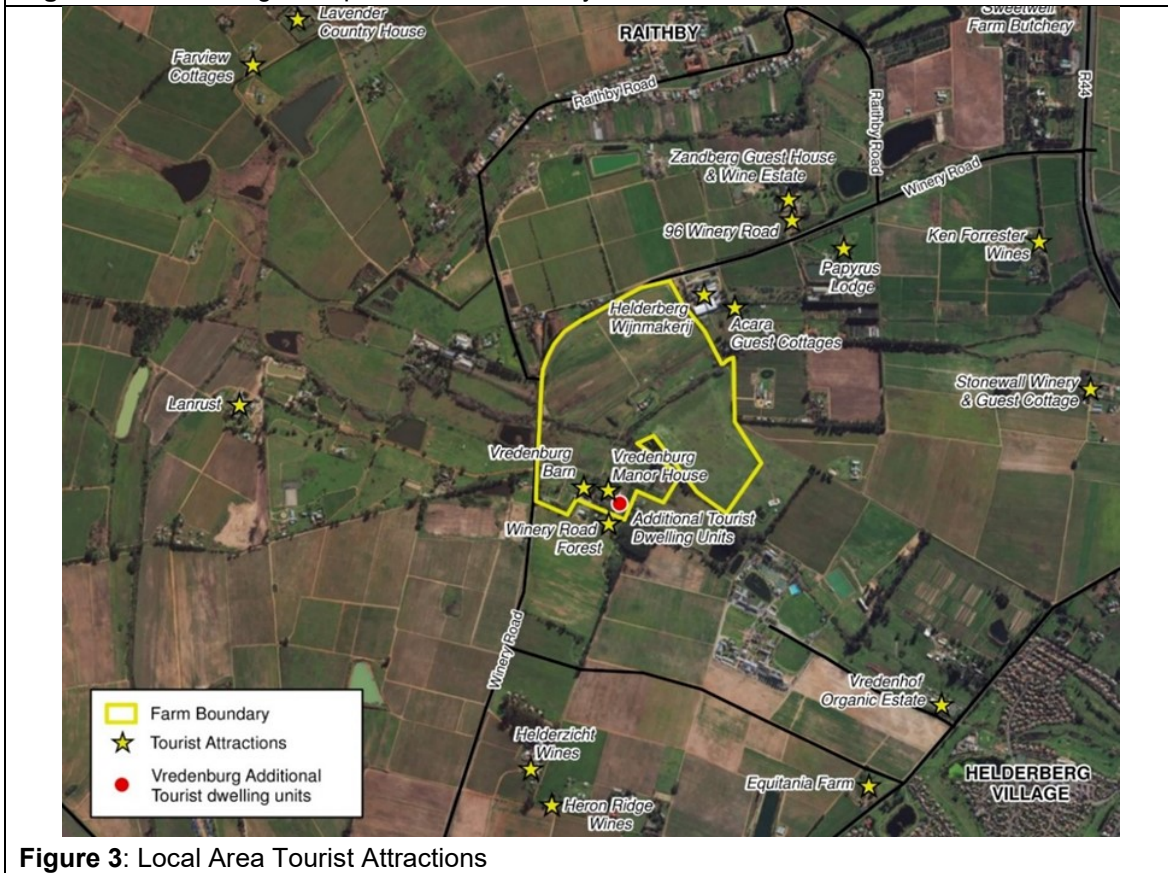 Lavender
Country House
Farview
Cottages
RAITHBY
Sweetwell
Farm Butchery
R44
Raithby Road
Raithby Road
Winery Road
Zandberg Guest House
& Wine Estate
96 Winery Road
Papyrus
Lodge
Ken Forrester
Wines
Helderberg
Wijnmakerij
Acara
Guest Cottages
Stonewall Winery
& Guest Cottage
Lanrust
Vredenburg
Barn
Vredenburg
Manor House
Additional Tourist
Dwelling Units
Winery Road
Forest
Winery Road
Vredenhof
Organic Estate
Helderzicht
Wines
Heron Ridge
Wines
Equitania Farm
HELDERBERG
VILLAGE
Farm Boundary
Tourist Attractions
Vredenburg Additional
Tourist dwelling units
Figure 3: Local Area Tourist Attractions